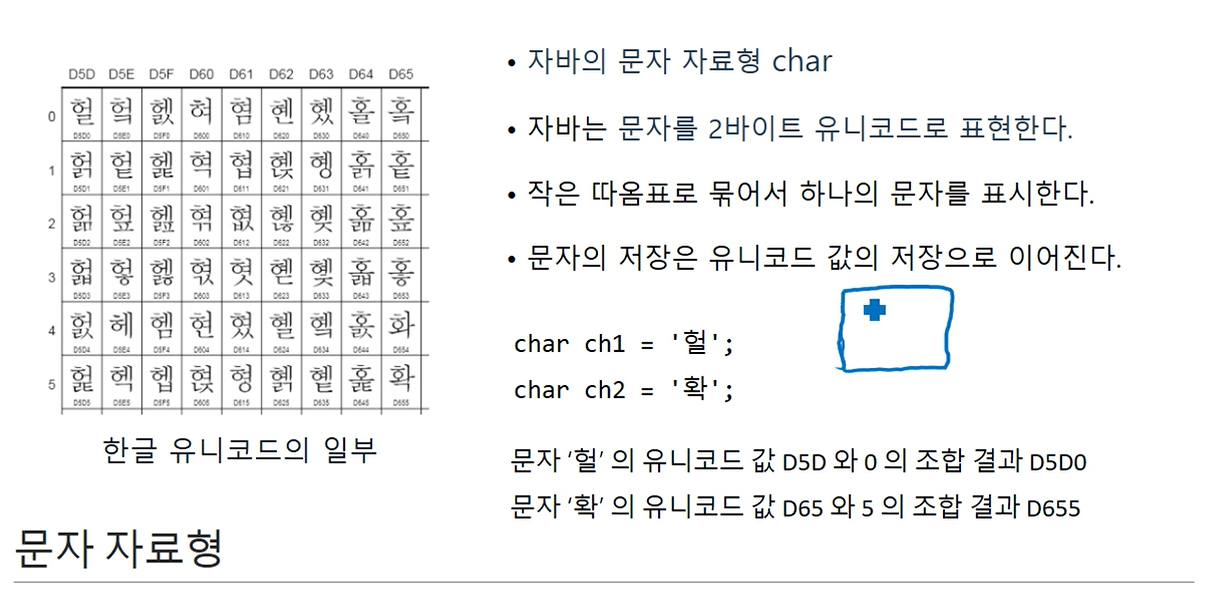 D5D D5E D5F D60 D61 D62 D63 D64 D65
0 헐 헠 헰 혀 혐 혠 혰 홀 홐
D5D0 D5E0 D5F0 D600 D610 D620 D630 D640 D650
1 헑 헡 헱 혁 협 혡 혱 홁 홑
D5D1 D5E1 D5F1 D601 D611 D621 D631 D641 D651
2 헒 헢 헲 혂 혒 혢 혲 홂 홒
D5D2 D5E2 D5F2 D602 D612 D622 D632 D642 D652
3 헓 헣 헳 혃 혓 혣 혳 홃 홓
D5D3 D5E3 D5F3 D603 D613 D623 D633 D643 D653
4 헔 헤 헴 현 혔 혤 혴 홄 화
D5D4 D5E4 D5F4 D604 D614 D624 D634 D644 D654
5 헕 헥 헵 혅 형 혥 혵 홅 확
D5D5 D5E5 D5F5 D605 D615 D625 D635 D645 D655
한글 유니코드의 일부
• 자바의 문자 자료형 char
• 자바는 문자를 2바이트 유니코드로 표현한다.
• 작은 따옴표로 묶어서 하나의 문자를 표시한다.
• 문자의 저장은 유니코드 값의 저장으로 이어진다.
char ch1 = '헐';
char ch2 = '확';
문자 ‘헐’ 의 유니코드 값 D5D 와 0 의 조합 결과 D5D0
문자 ‘확’ 의 유니코드 값 D65 와 5 의 조합 결과 D655
문자 자료형